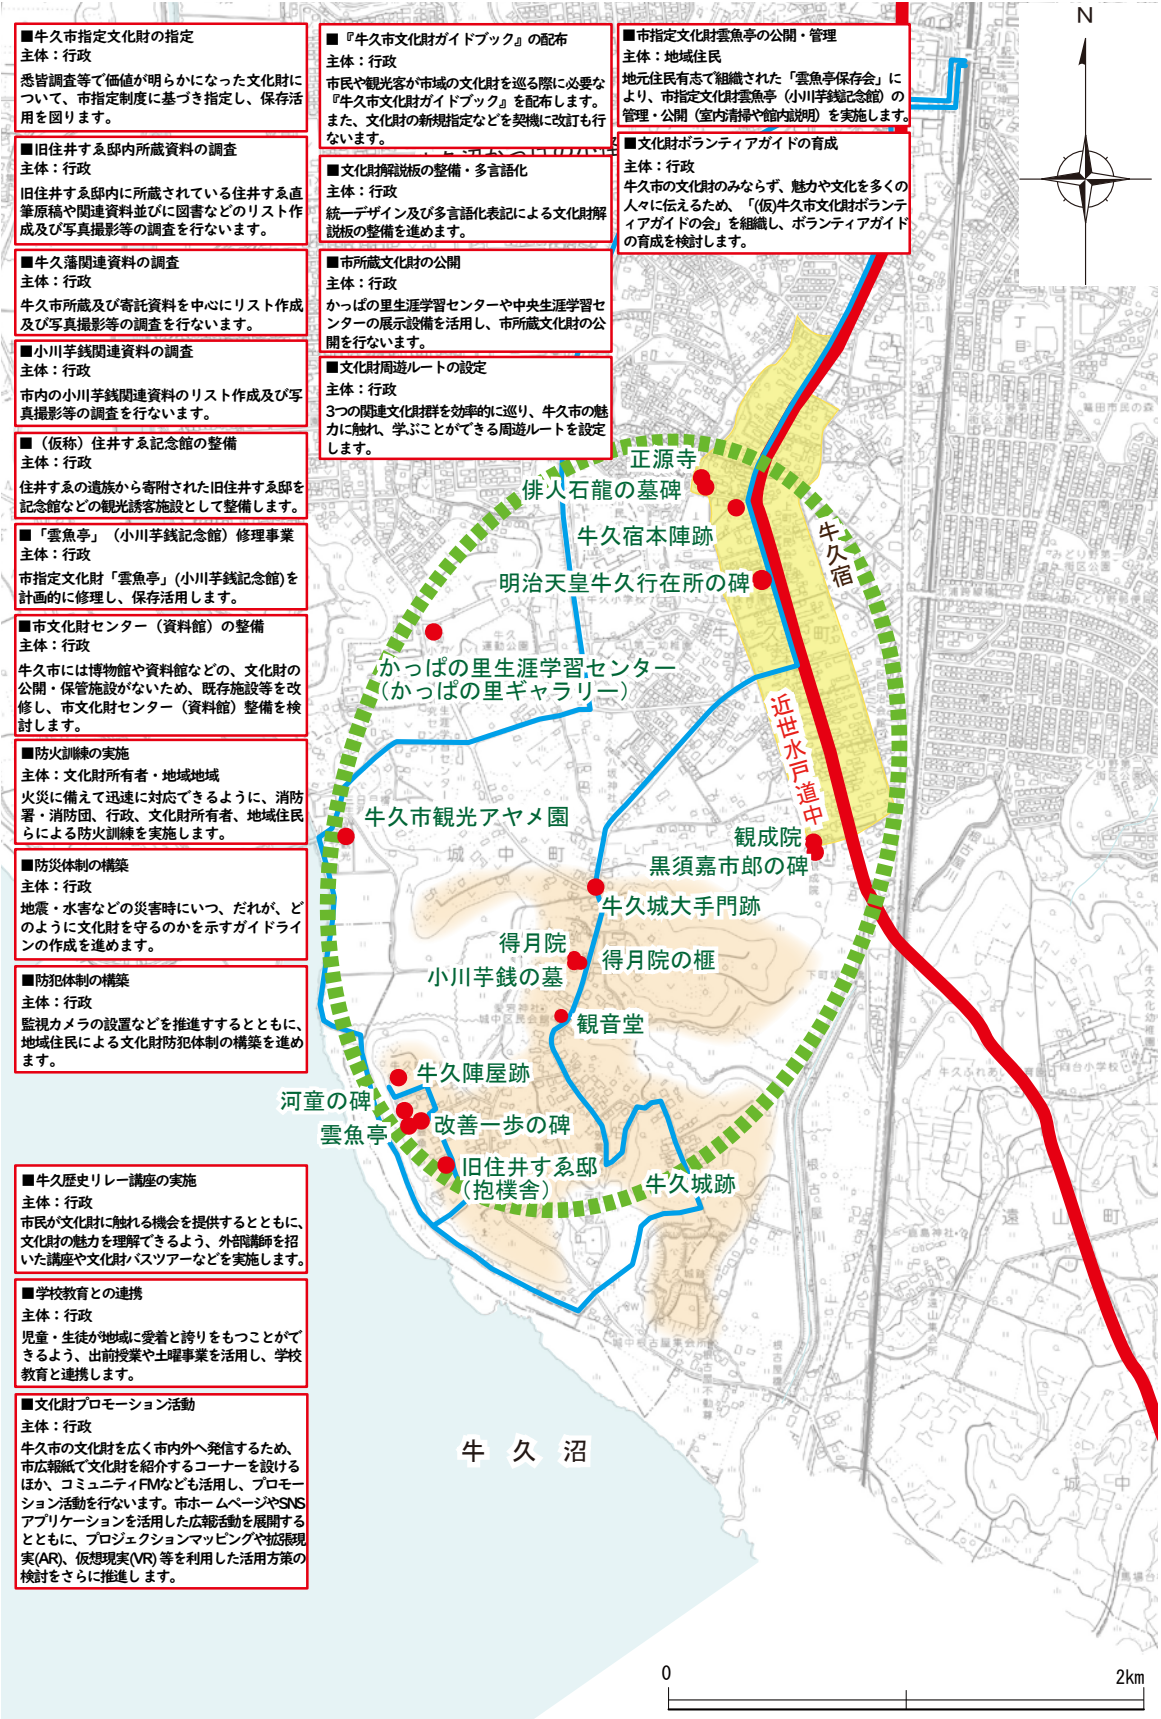 ■牛久市指定文化財の指定
主体：行政
悉皆調査等で価値が明らかになった文化財に
ついて、市指定制度に基づき指定し、保存活
用を図ります。
■旧住井すゑ邸内所蔵資料の調査
主体：行政
旧住井すゑ邸内に所蔵されている住井すゑ直
筆原稿や関連資料並びに図書などのリスト作
成及び写真撮影等の調査を行ないます。
■牛久藩関連資料の調査
主体：行政
牛久市所蔵及び寄託資料を中心にリスト作成
及び写真撮影等の調査を行ないます。
■小川芋銭関連資料の調査
主体：行政
市内の小川芋銭関連資料のリスト作成及び写
真撮影等の調査を行ないます。
■（仮称）住井すゑ記念館の整備
主体：行政
住井すゑの遺族から寄附された旧住井すゑ邸を
記念館などの観光誘客施設として整備します。
■「雲魚亭」（小川芋銭記念館）修理事業
主体：行政
市指定文化財「雲魚亭」(小川芋銭記念館)を
計画的に修理し、保存活用します。
■市文化財センター（資料館）の整備
主体：行政
牛久市には博物館や資料館などの、文化財の
公開・保管施設がないため、既存施設等を改
修し、市文化財センター（資料館）整備を検
討します。
■防火訓練の実施
主体：文化財所有者・地域地域
火災に備えて迅速に対応できるように、消防
署・消防団、行政、文化財所有者、地域住民
らによる防火訓練を実施します。
■防災体制の構築
主体：行政
地震・水害などの災害時にいつ、だれが、ど
のように文化財を守るのかを示すガイドライ
ンの作成を進めます。
■防犯体制の構築
主体：行政
監視カメラの設置などを推進すするとともに、
地域住民による文化財防犯体制の構築を進め
ます。
■牛久歴史リレー講座の実施
主体：行政
市民が文化財に触れる機会を提供するとともに、
文化財の魅力を理解できるよう、外部講師を招
いた講座や文化財バスツアーなどを実施します。
■学校教育との連携
主体：行政
児童・生徒が地域に愛着と誇りをもつことがで
きるよう、出前授業や土曜事業を活用し、学校
教育と連携します。
■文化財プロモーション活動
主体：行政
牛久市の文化財を広く市内外へ発信するため、
市広報紙で文化財を紹介するコーナーを設ける
ほか、コミュニティFMなども活用し、プロモー
ション活動を行ないます。市ホームページやSNS
アプリケーションを活用した広報活動を展開する
とともに、プロジェクションマッピングや拡張現
実(AR)、仮想現実(VR) 等を利用した活用方策の
検討をさらに推進します。
■『牛久市文化財ガイドブック』の配布
主体：行政
市民や観光客が市域の文化財を巡る際に必要な
『牛久市文化財ガイドブック』を配布します。
また、文化財の新規指定などを契機に改訂も行
ないます。
■文化財解説板の整備・多言語化
主体：行政
統一デザイン及び多言語化表記による文化財解
説板の整備を進めます。
■市所蔵文化財の公開
主体：行政
かっぱの里生涯学習センターや中央生涯学習セ
ンターの展示設備を活用し、市所蔵文化財の公
開を行ないます。
■文化財周遊ルートの設定
主体：行政
3つの関連文化財群を効率的に巡り、牛久市の魅
力に触れ、学ぶことができる周遊ルートを設定
します。
■市指定文化財雲魚亭の公開・管理
主体：地域住民
地元住民有志で組織された「雲魚亭保存会」に
より、市指定文化財雲魚亭（小川芋銭記念館）の
管理・公開（室内清掃や館内説明）を実施します。
■文化財ボランティアガイドの育成
主体：行政
牛久市の文化財のみならず、魅力や文化を多くの
人々に伝えるため、「(仮)牛久市文化財ボランテ
ィアガイドの会」を組織し、ボランティアガイド
の育成を検討します。
N
正源寺
俳人石龍の墓碑
牛久宿本陣跡
牛久宿
明治天皇牛久行在所の碑
かっぱの里生涯学習センター
（かっぱの里ギャラリー）
近世水戸道中
牛久市観光アヤメ園
観成院
黒須嘉市郎の碑
城中町
牛久城大手門跡
得月院
得月院の榧
小川芋銭の墓
観音堂
牛久陣屋跡
河童の碑
改善一歩の碑
雲魚亭
旧住井すゑ邸
（抱樸舎）
牛久城跡
遠山町
牛久沼
城中
0
2km